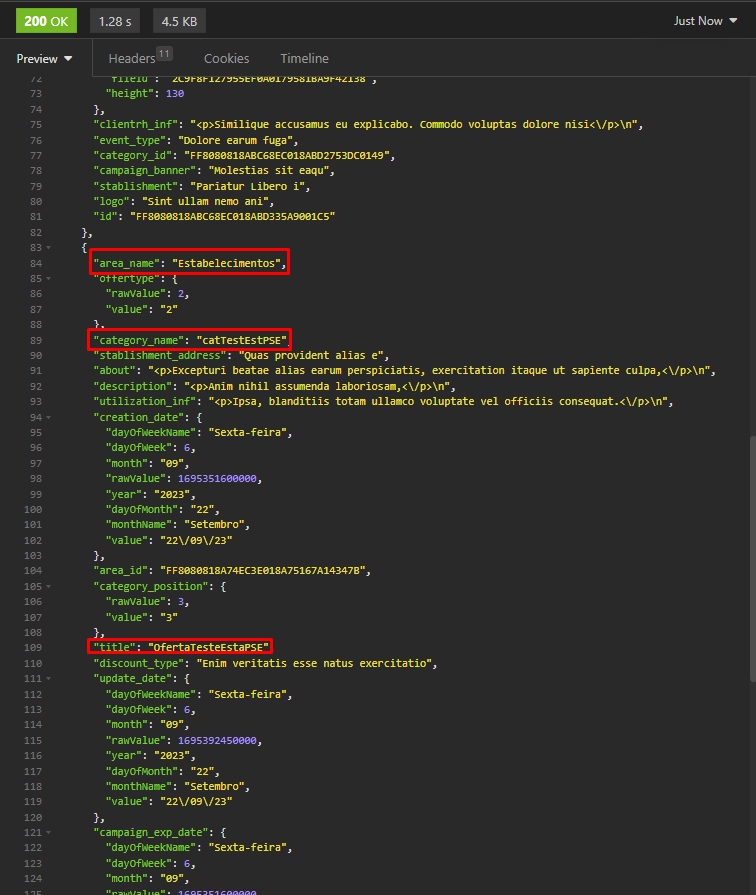 200 OK 1.28 s 4.5 KB Just Now
Preview Headers 11 Cookies Timeline
72 "fileId": "2C9F8F127955EF0A0179581BA9F42138",
73 "height": 130
74 },
75 "clientrh_inf": "<p>Similique accusamus eu explicabo. Commodo voluptas dolore nisi<\/p>\n",
76 "event_type": "Dolore earum fuga",
77 "category_id": "FF8080818ABC68EC018ABD2753DC0149",
78 "campaign_banner": "Molestias sit eaqu",
79 "stablishment": "Pariatur Libero i",
80 "logo": "Sint ullam nemo ani",
81 "id": "FF8080818ABC68EC018ABD335A9001C5"
82 },
83 {
84 "area_name": "Estabelecimentos",
85 "offertype": {
86 "rawValue": 2,
87 "value": "2"
88 },
89 "category_name": "catTestEstPSE"
90 "stablishment_address": "Quas provident alias e",
91 "about": "<p>Excepturi beatae alias earum perspiciatis, exercitation itaque ut sapiente culpa,<\/p>\n",
92 "description": "<p>Anim nihil assumenda laboriosam,<\/p>\n",
93 "utilization_inf": "<p>Ipsa, blanditiis totam ullamco voluptate vel officiis consequat.<\/p>\n",
94 "creation_date": {
95 "dayOfWeekName": "Sexta-feira",
96 "dayOfWeek": 6,
97 "month": "09",
98 "rawValue": 1695351600000,
99 "year": "2023",
100 "dayOfMonth": "22",
101 "monthName": "Setembro",
102 "value": "22\/09\/23"
103 },
104 "area_id": "FF8080818A74EC3E018A75167A14347B",
105 "category_position": {
106 "rawValue": 3,
107 "value": "3"
108 },
109 "title": "OfertaTesteEstaPSE"
110 "discount_type": "Enim veritatis esse natus exercitatio",
111 "update_date": {
112 "dayOfWeekName": "Sexta-feira",
113 "dayOfWeek": 6,
114 "month": "09",
115 "rawValue": 1695392450000,
116 "year": "2023",
117 "dayOfMonth": "22",
118 "monthName": "Setembro",
119 "value": "22\/09\/23"
120 },
121 "campaign_exp_date": {
122 "dayOfWeekName": "Sexta-feira",
123 "dayOfWeek": 6,
124 "month": "09",
125 "rawValue": 1695351600000